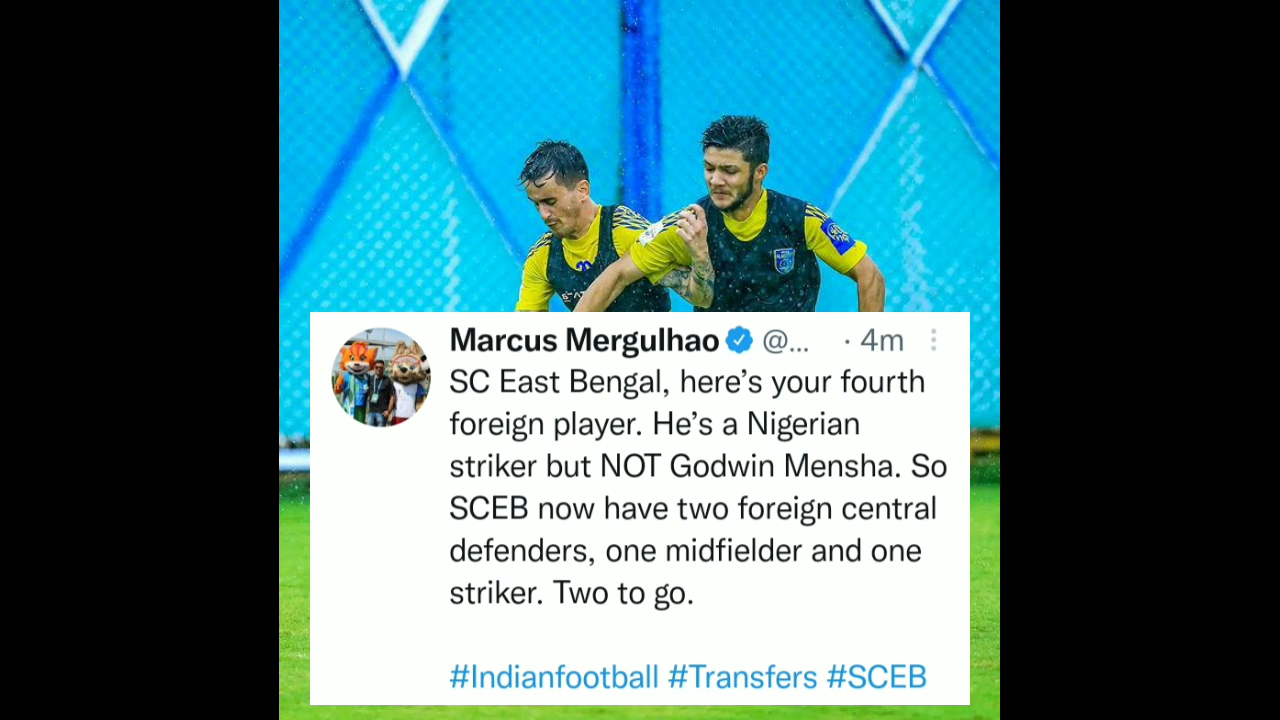 Marcus Mergulhao @... · 4m
SC East Bengal, here’s your fourth
foreign player. He’s a Nigerian
striker but NOT Godwin Mensha. So
SCEB now have two foreign central
defenders, one midfielder and one
striker. Two to go.
#Indianfootball #Transfers #SCEB